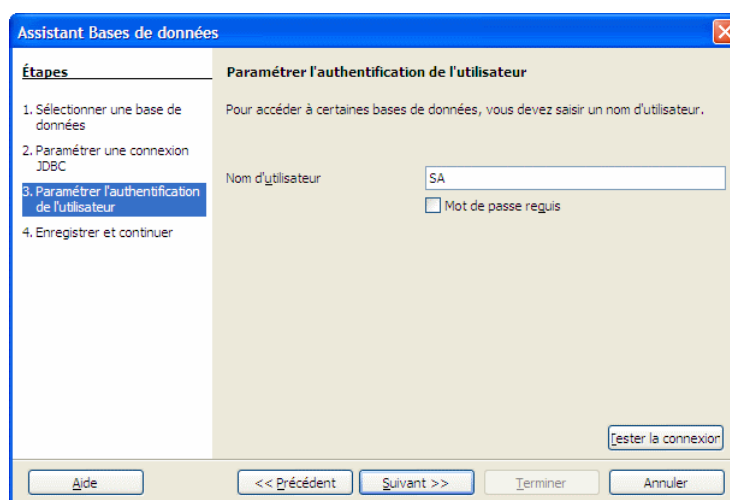 Assistant Bases de données
Étapes
1. Sélectionner une base de
données
2. Paramétrer une connexion
JDBC
3. Paramétrer l'authentification
de l'utilisateur
4. Enregistrer et continuer
Paramétrer l'authentification de l'utilisateur
Pour accéder à certaines bases de données, vous devez saisir un nom d'utilisateur.
Nom d'utilisateur
SA
Mot de passe requis
Tester la connexion
Aide
<< Précédent
Suivant >>
Terminer
Annuler